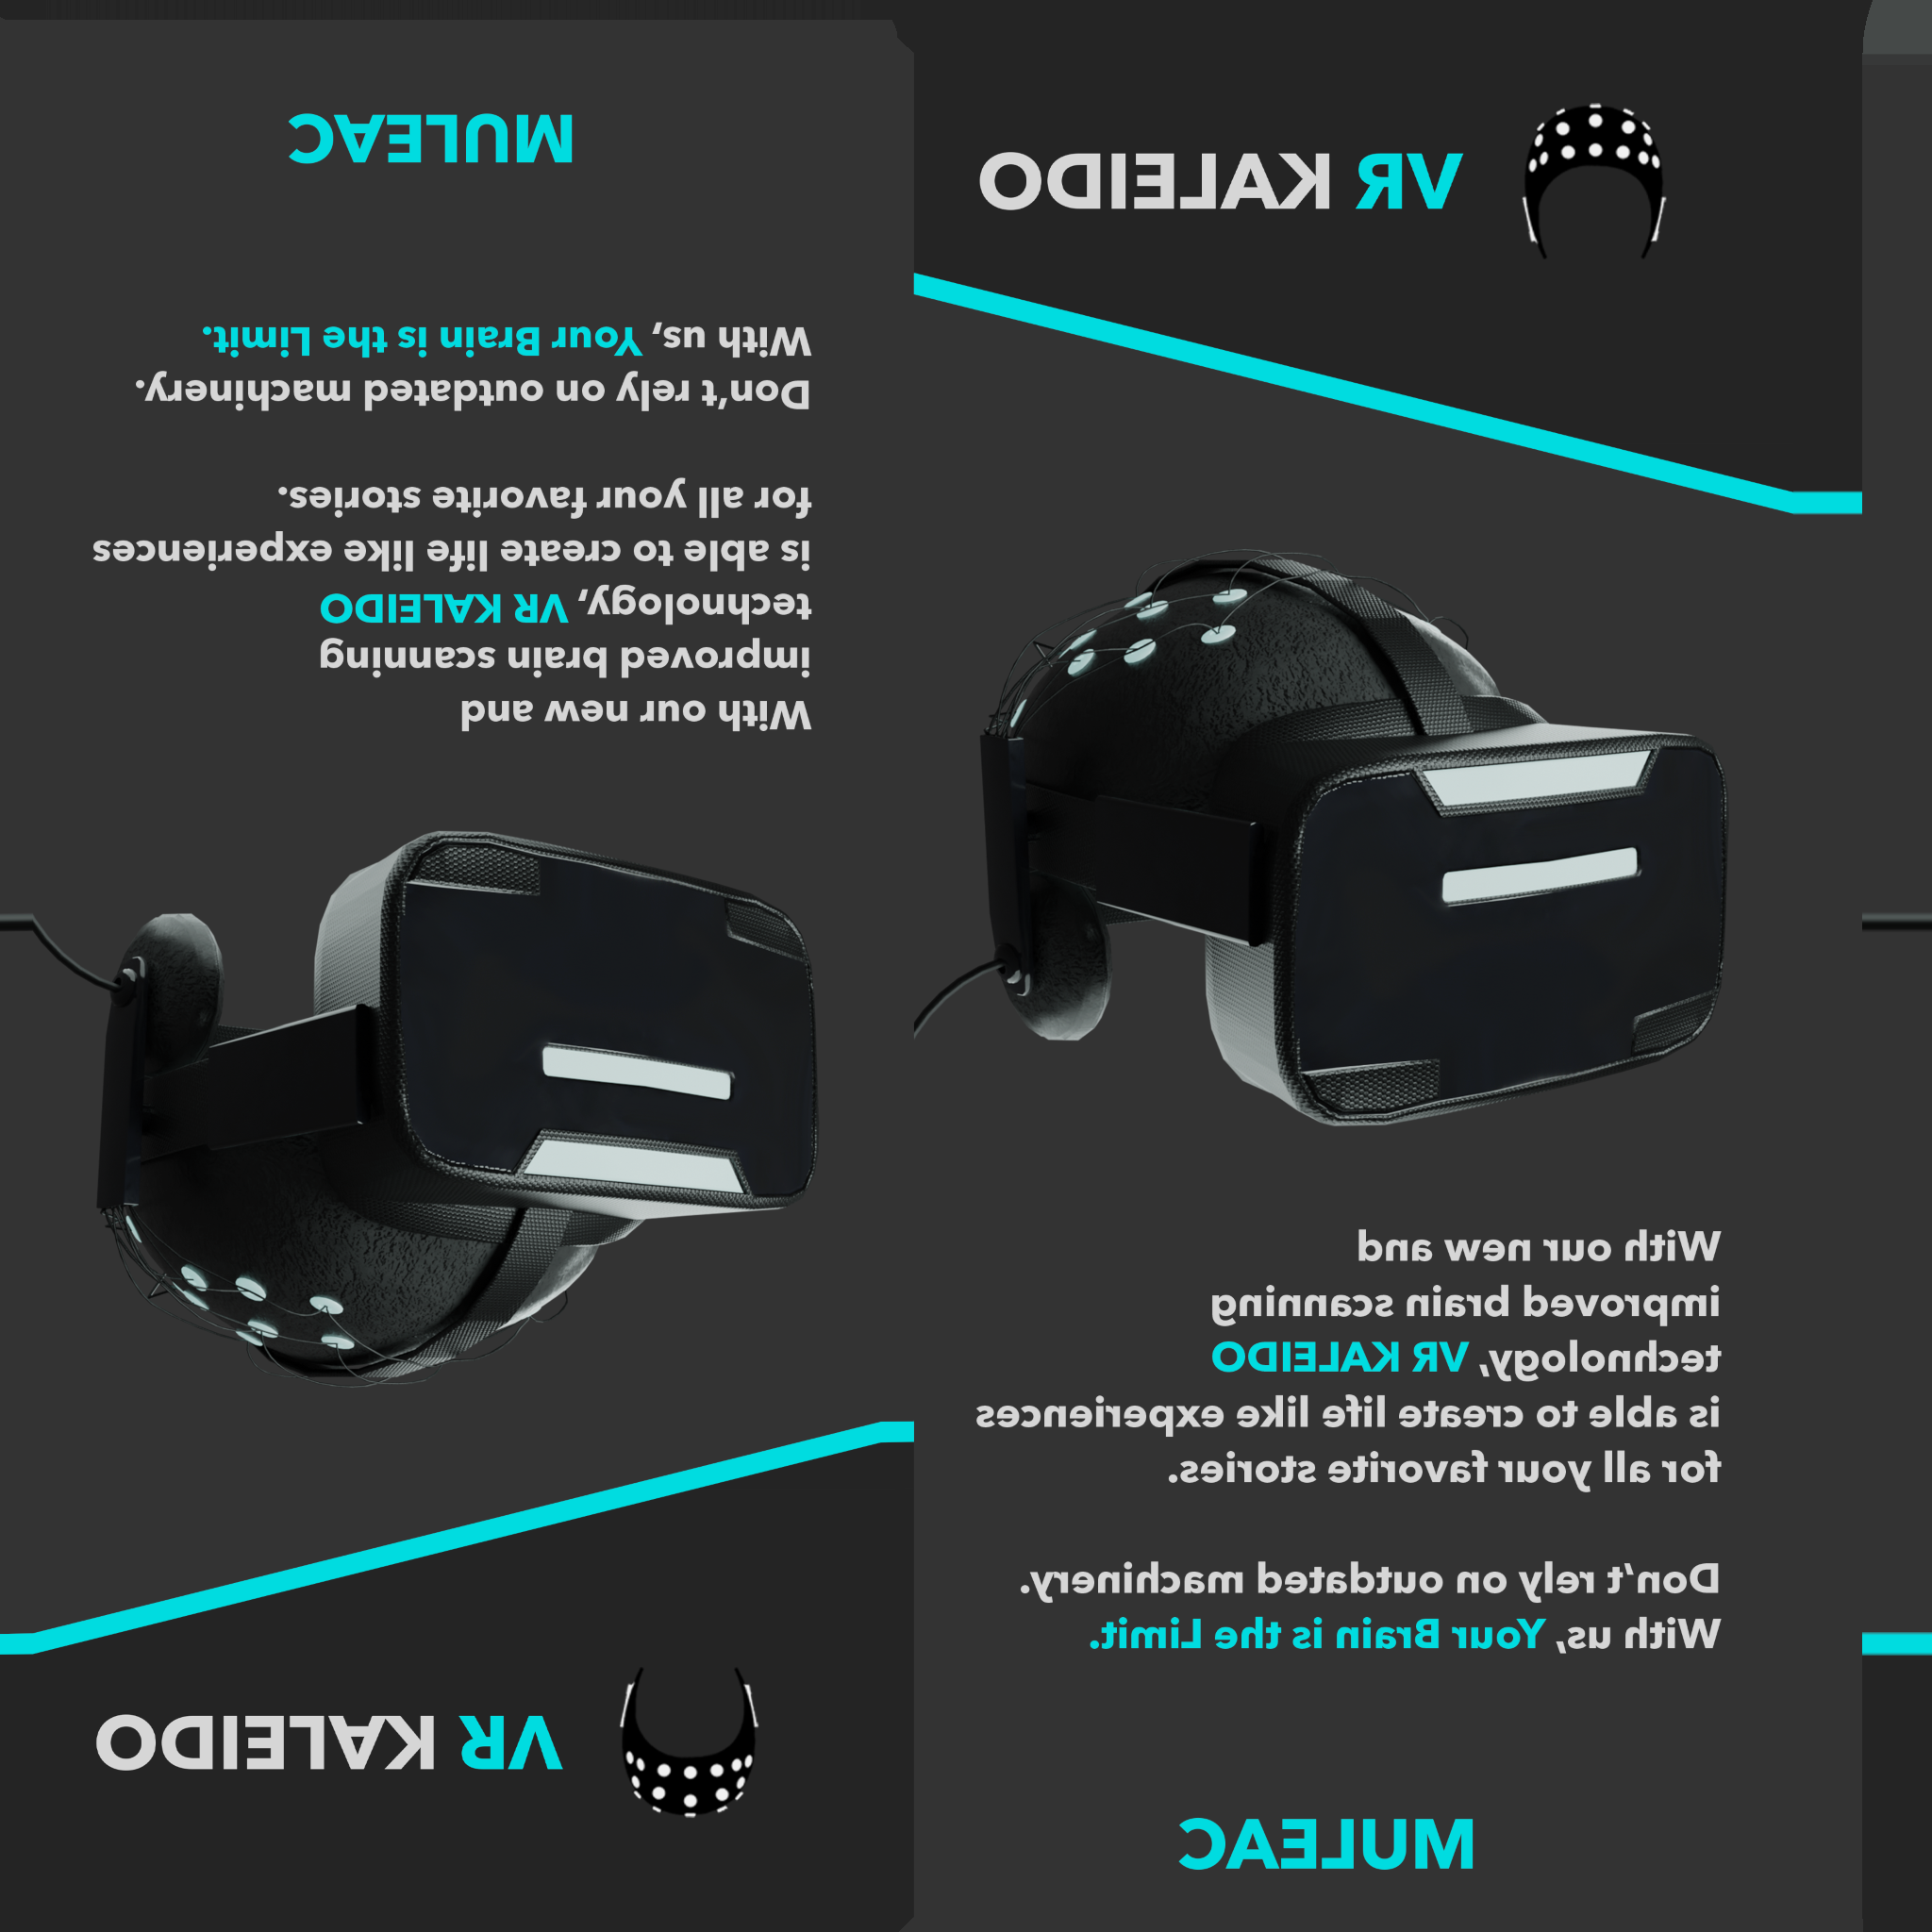 VR KALEIDO
With our new and
improved brain scanning
technology, VR KALEIDO
is able to create life like experiences
for all your favorite stories.
Don't rely on outdated machinery.
With us, Your Brain is the Limit.
MULEAC
VR KALEIDO
With our new and
improved brain scanning
technology, VR KALEIDO
is able to create life like experiences
for all your favorite stories.
Don't rely on outdated machinery.
With us, Your Brain is the Limit.
MULEAC